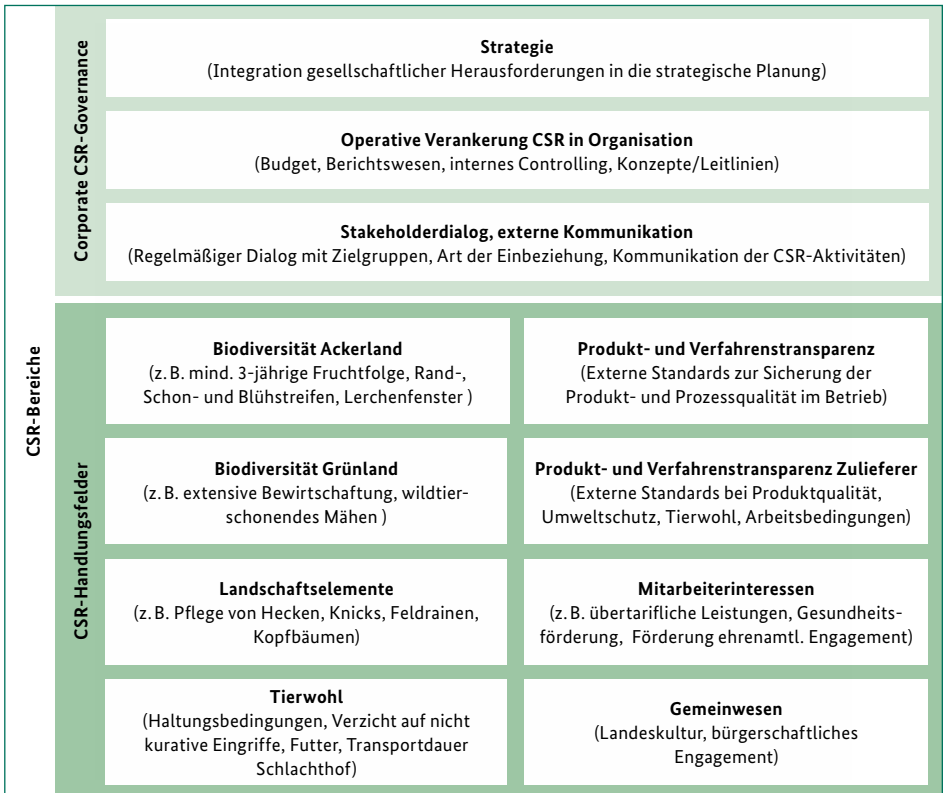 CSR-Bereiche
Corporate CSR-Governance
Strategie
(Integration gesellschaftlicher Herausforderungen in die strategische Planung)
Operative Verankerung CSR in Organisation
(Budget, Berichtswesen, internes Controlling, Konzepte/Leitlinien)
Stakeholderdialog, externe Kommunikation
(Regelmäßiger Dialog mit Zielgruppen, Art der Einbeziehung, Kommunikation der CSR-Aktivitäten)
CSR-Handlungsfelder
Biodiversität Ackerland
(z. B. mind. 3-jährige Fruchtfolge, Rand-,
Schon- und Blühstreifen, Lerchenfenster )
Produkt- und Verfahrenstransparenz
(Externe Standards zur Sicherung der
Produkt- und Prozessqualität im Betrieb)
Biodiversität Grünland
(z. B. extensive Bewirtschaftung, wildtier-
schonendes Mähen )
Produkt- und Verfahrenstransparenz Zulieferer
(Externe Standards bei Produktqualität,
Umweltschutz, Tierwohl, Arbeitsbedingungen)
Landschaftselemente
(z. B. Pflege von Hecken, Knicks, Feldrainen,
Kopfbäumen)
Mitarbeiterinteressen
(z. B. übertarifliche Leistungen, Gesundheits-
förderung, Förderung ehrenamtl. Engagement)
Tierwohl
(Haltungsbedingungen, Verzicht auf nicht
kurative Eingriffe, Futter, Transportdauer
Schlachthof)
Gemeinwesen
(Landeskultur, bürgerschaftliches
Engagement)